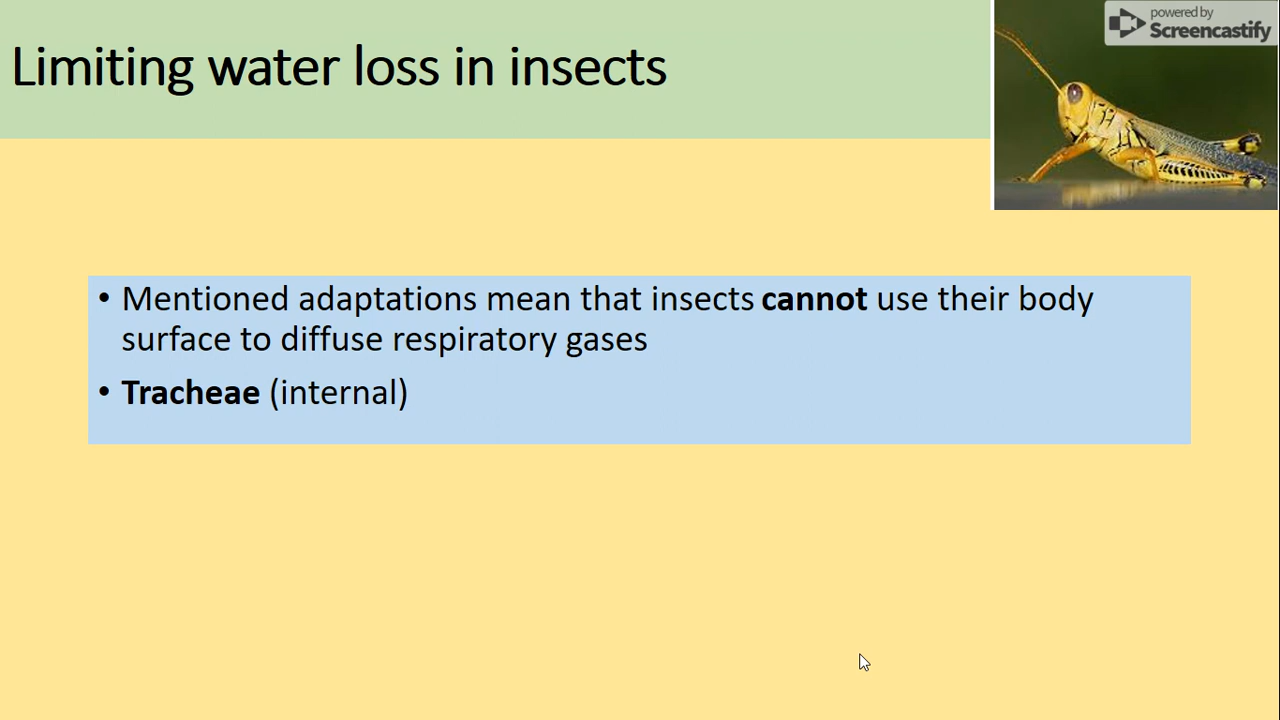 powered by
Screencastify
Limiting water loss in insects
• Mentioned adaptations mean that insects cannot use their body
surface to diffuse respiratory gases
• Tracheae (internal)